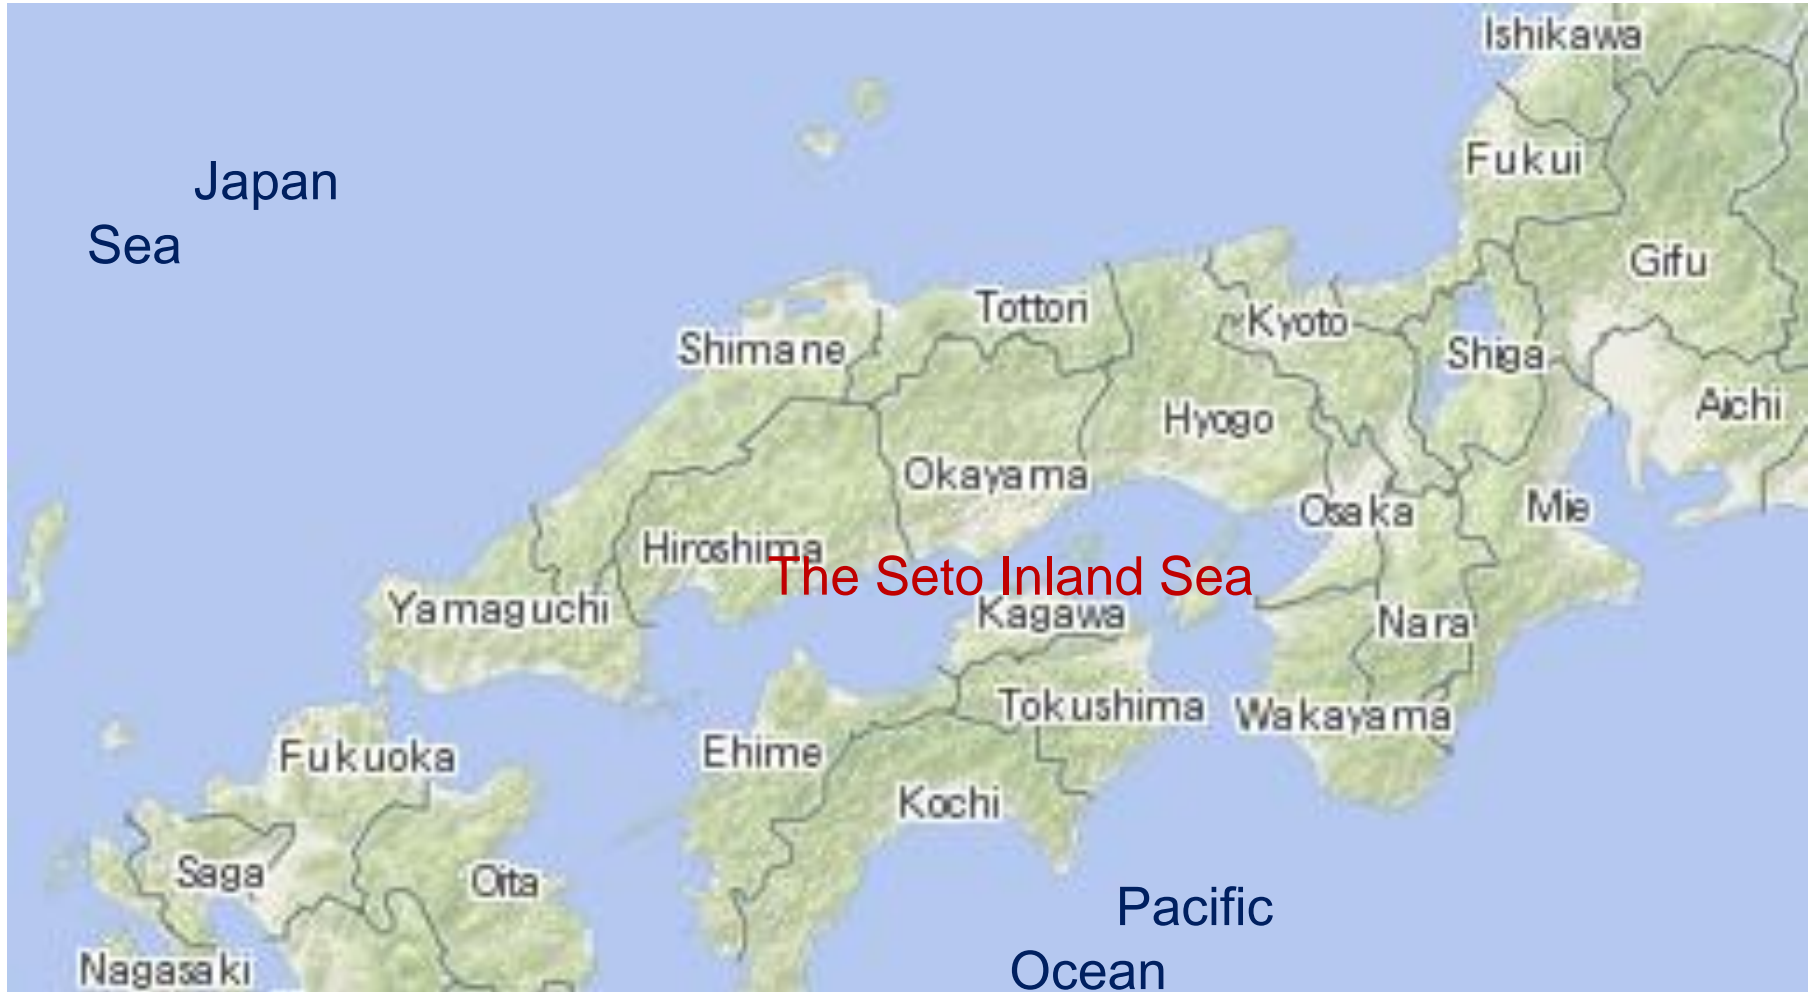 Ishikawa
Fukui
Japan
Sea
Gifu
Tottori
Kyoto
Shimane
Shiga
Aichi
Hyogo
Okayama
Osaka
Mie
Hiroshima
The Seto Inland Sea
Yamaguchi
Kagawa
Nara
Tokushima
Wakayama
Fukuoka
Ehime
Kochi
Saga
Oita
Pacific
Ocean
Nagasaki